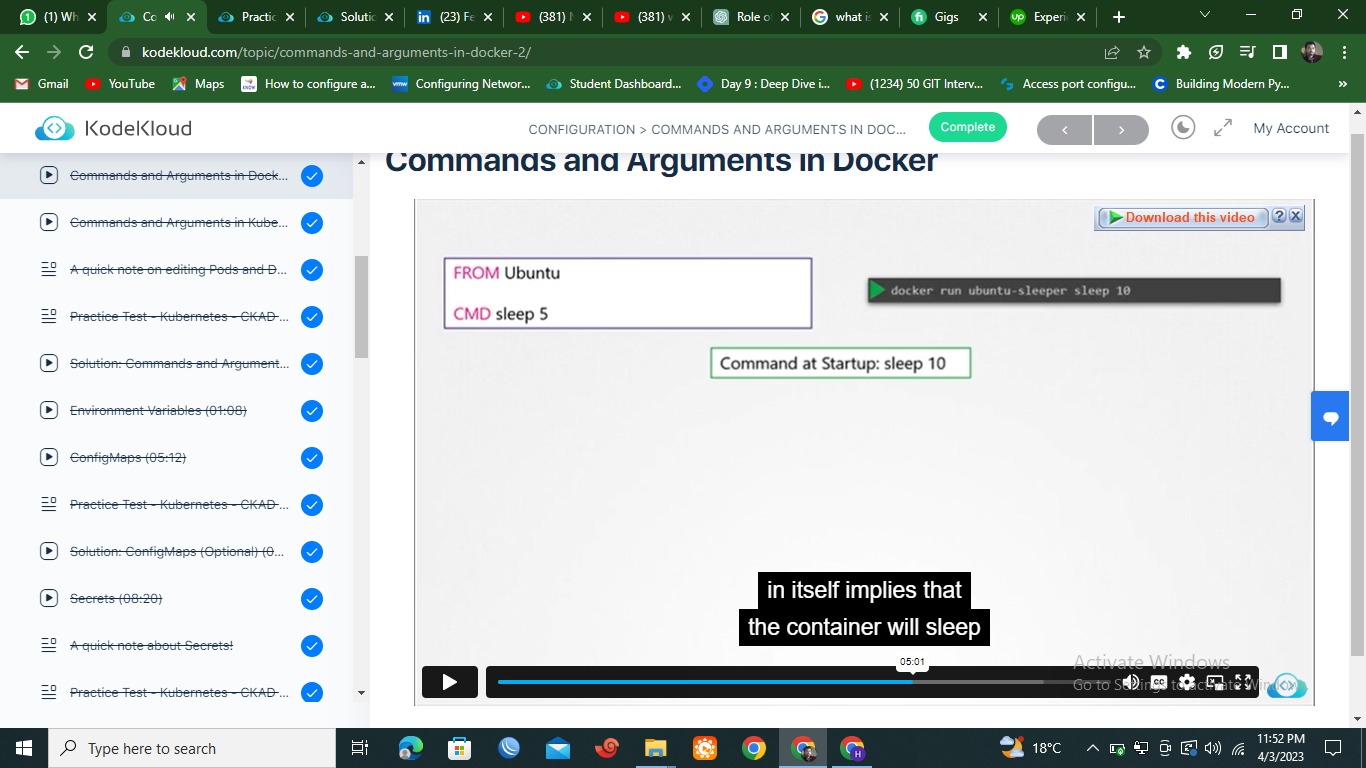 (1) Wh
Co
Practic
Solutio
(23) Fe
(381) N
(381) w
Role o
what is
Gigs
Experi
kodekloud.com/topic/commands-and-arguments-in-docker-2/
Gmail
YouTube
Maps
How to configure a...
Configuring Networ...
Student Dashboard...
Day 9 : Deep Dive i...
(1234) 50 GIT Interv...
Access port configu...
Building Modern Py...
»
KodeKloud
CONFIGURATION > COMMANDS AND ARGUMENTS IN DOC...
Complete
< >
My Account
Commands and Arguments in Dock...
Commands and Arguments in Kube...
A quick note on editing Pods and D...
Practice Test - Kubernetes - CKAD ...
Solution: Commands and Argument...
Environment Variables (01:08)
ConfigMaps (05:12)
Practice Test - Kubernetes - CKAD ...
Solution: ConfigMaps (Optional) (0...
Secrets (08:20)
A quick note about Secrets!
Practice Test - Kubernetes - CKAD ...
Commands and Arguments in Docker
Download this video
? X
FROM Ubuntu
CMD sleep 5
docker run ubuntu-sleeper sleep 10
Command at Startup: sleep 10
in itself implies that
the container will sleep
05:01
CC
Activate Windows
Go to Settings to activate Windows.
Type here to search
18°C
11:52 PM
4/3/2023